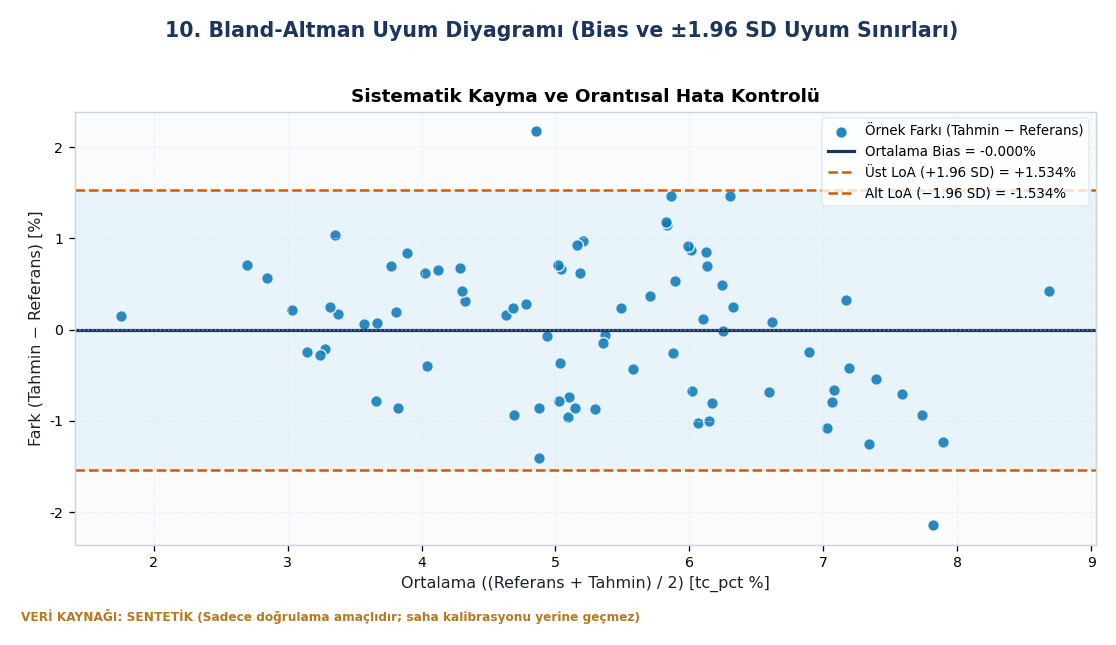 10. Bland-Altman Uyum Diyagramı (Bias ve ±1.96 SD Uyum Sınırları)
Sistematik Kayma ve Orantısal Hata Kontrolü
Örnek Farkı (Tahmin − Referans)
Ortalama Bias = -0.000%
Üst LoA (+1.96 SD) = +1.534%
Alt LoA (−1.96 SD) = -1.534%
Fark (Tahmin − Referans) [%]
2
1
0
-1
-2
2 3 4 5 6 7 8 9
Ortalama ((Referans + Tahmin) / 2) [tc_pct %]
VERİ KAYNAĞI: SENTETİK (Sadece doğrulama amaçlıdır; saha kalibrasyonu yerine geçmez)